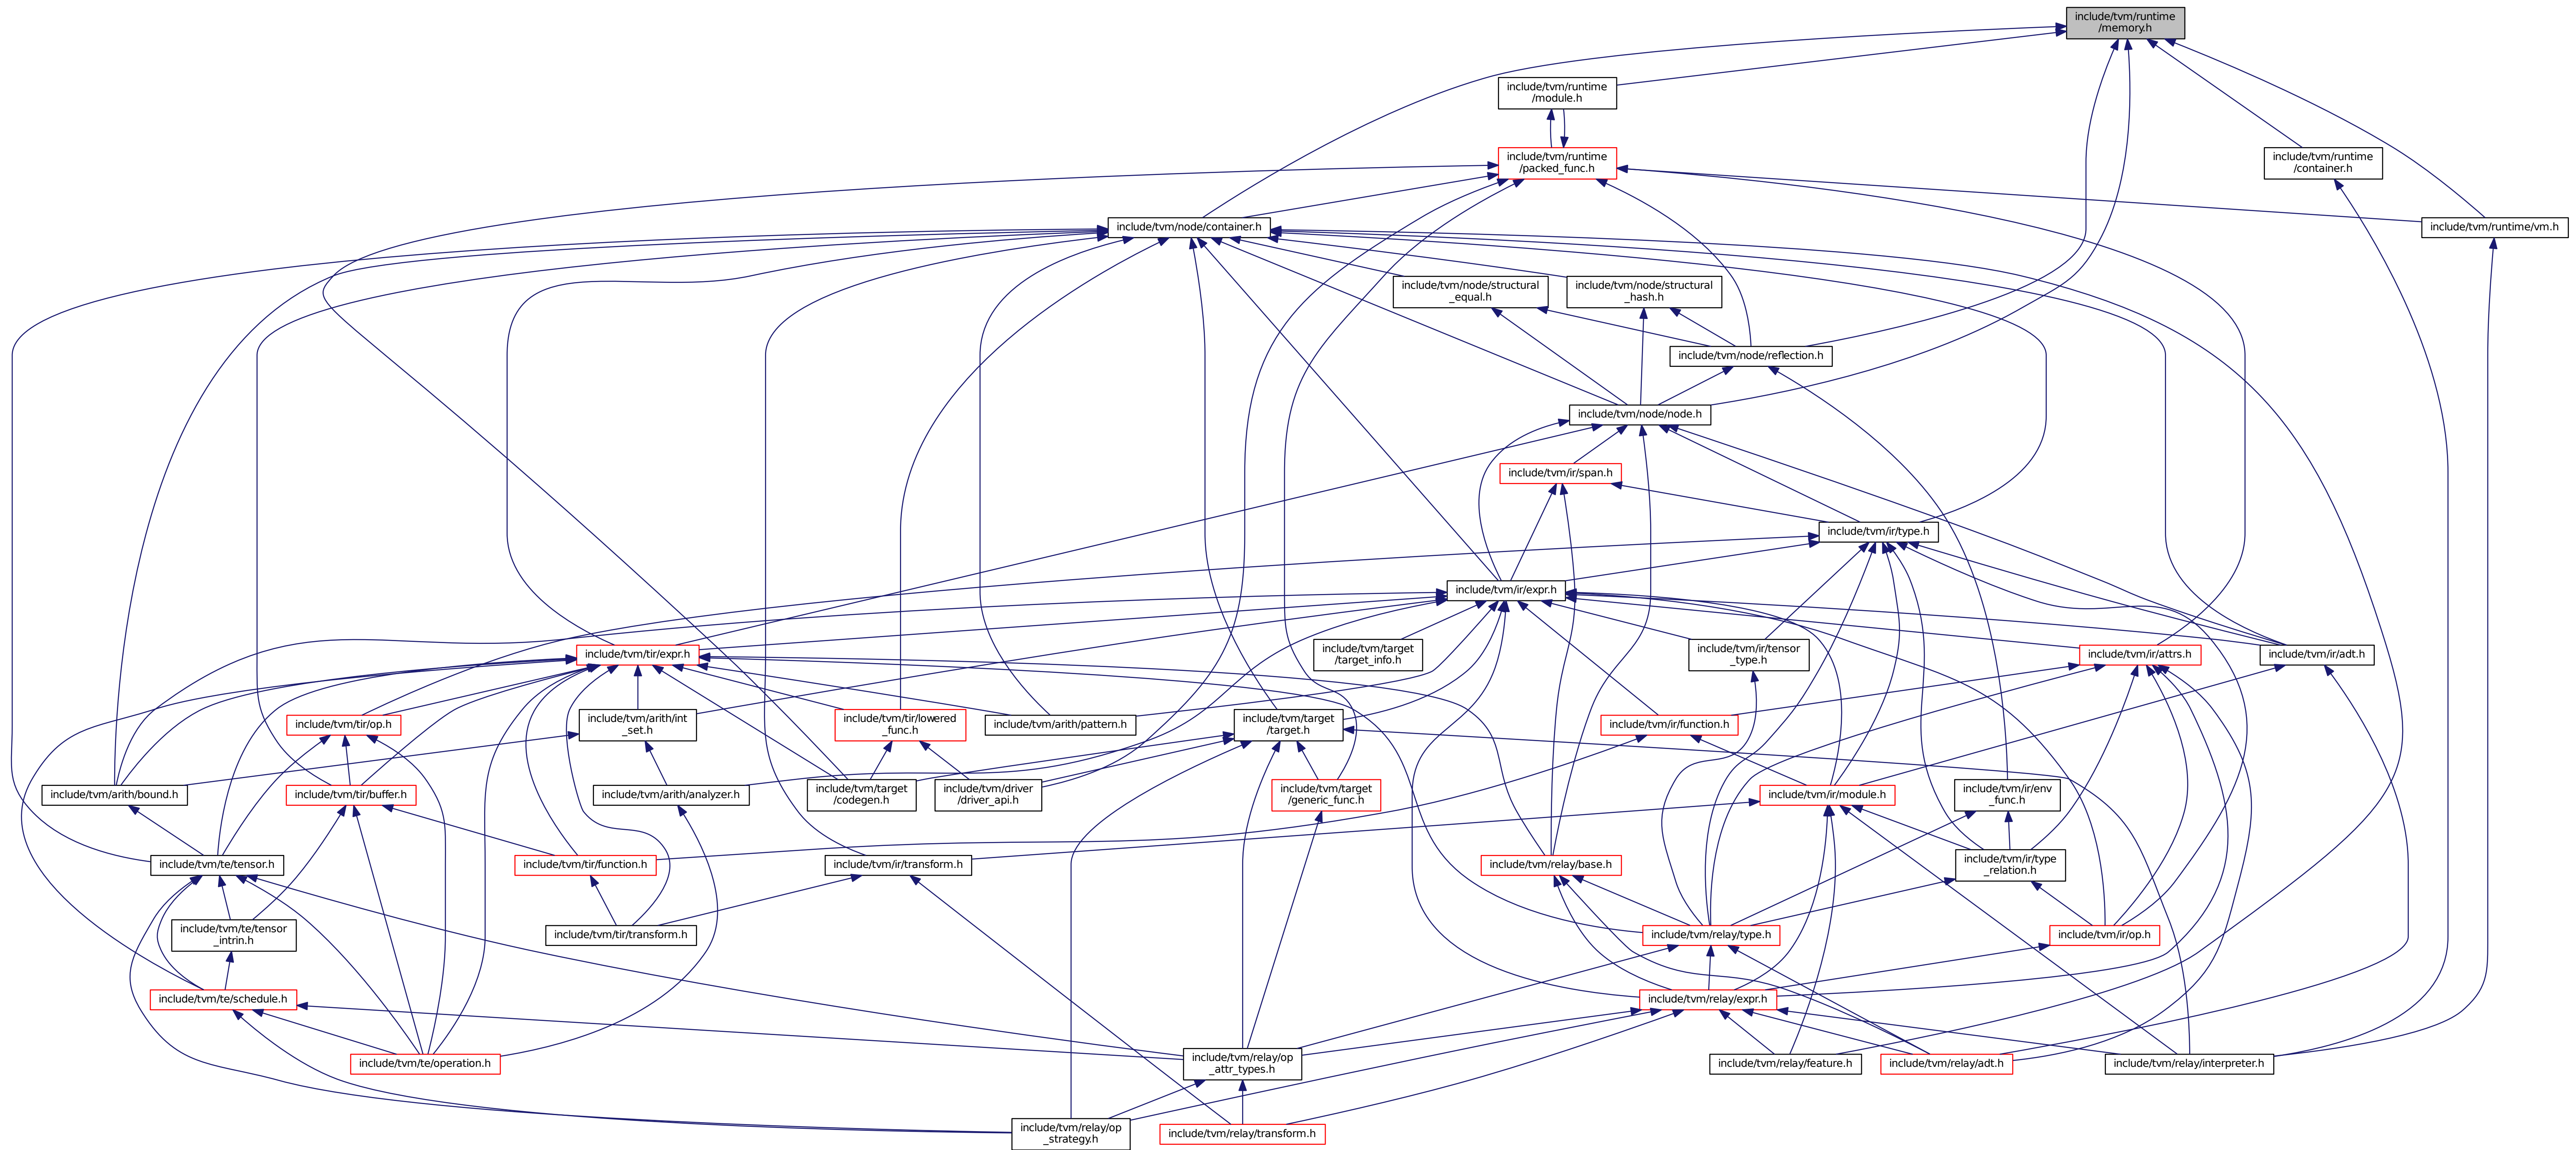 include/tvm/runtime
/memory.h
include/tvm/runtime
/module.h
include/tvm/runtime
/packed_func.h
include/tvm/runtime
/container.h
include/tvm/node/container.h
include/tvm/runtime/vm.h
include/tvm/node/structural
_equal.h
include/tvm/node/structural
_hash.h
include/tvm/node/reflection.h
include/tvm/node/node.h
include/tvm/ir/span.h
include/tvm/ir/type.h
include/tvm/ir/expr.h
include/tvm/tir/expr.h
include/tvm/target
/target_info.h
include/tvm/ir/tensor
_type.h
include/tvm/ir/attrs.h
include/tvm/ir/adt.h
include/tvm/tir/op.h
include/tvm/arith/int
_set.h
include/tvm/tir/lowered
_func.h
include/tvm/arith/pattern.h
include/tvm/target
/target.h
include/tvm/ir/function.h
include/tvm/arith/bound.h
include/tvm/tir/buffer.h
include/tvm/arith/analyzer.h
include/tvm/target
/codegen.h
include/tvm/driver
/driver_api.h
include/tvm/target
/generic_func.h
include/tvm/ir/module.h
include/tvm/ir/env
_func.h
include/tvm/te/tensor.h
include/tvm/tir/function.h
include/tvm/ir/transform.h
include/tvm/relay/base.h
include/tvm/ir/type
_relation.h
include/tvm/te/tensor
_intrin.h
include/tvm/tir/transform.h
include/tvm/relay/type.h
include/tvm/ir/op.h
include/tvm/te/schedule.h
include/tvm/relay/expr.h
include/tvm/te/operation.h
include/tvm/relay/op
_attr_types.h
include/tvm/relay/feature.h
include/tvm/relay/adt.h
include/tvm/relay/interpreter.h
include/tvm/relay/op
_strategy.h
include/tvm/relay/transform.h